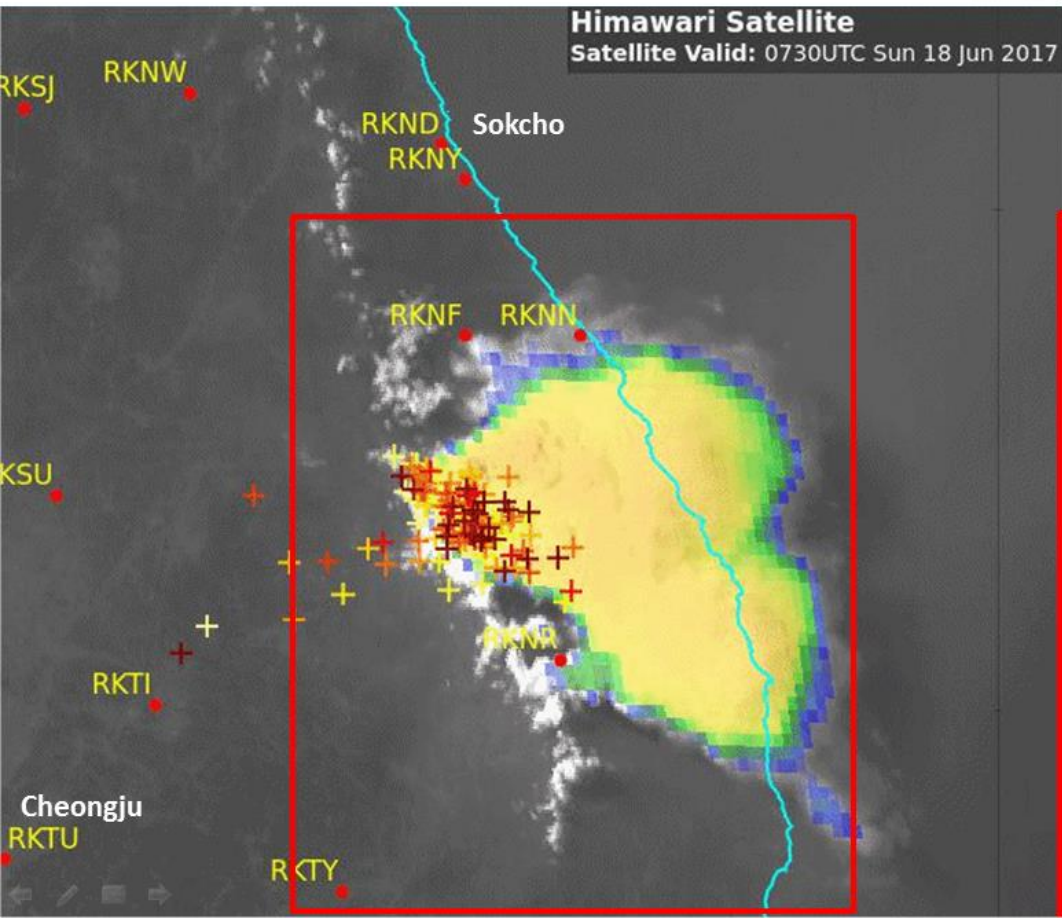 Himawari Satellite
Satellite Valid: 0730UTC Sun 18 Jun 2017
RKNW
RKSJ
RKND
Sokcho
RKNY
RKNF
RKNN
KSU
RKNR
RKTI
Cheongju
RKTU
RKTY